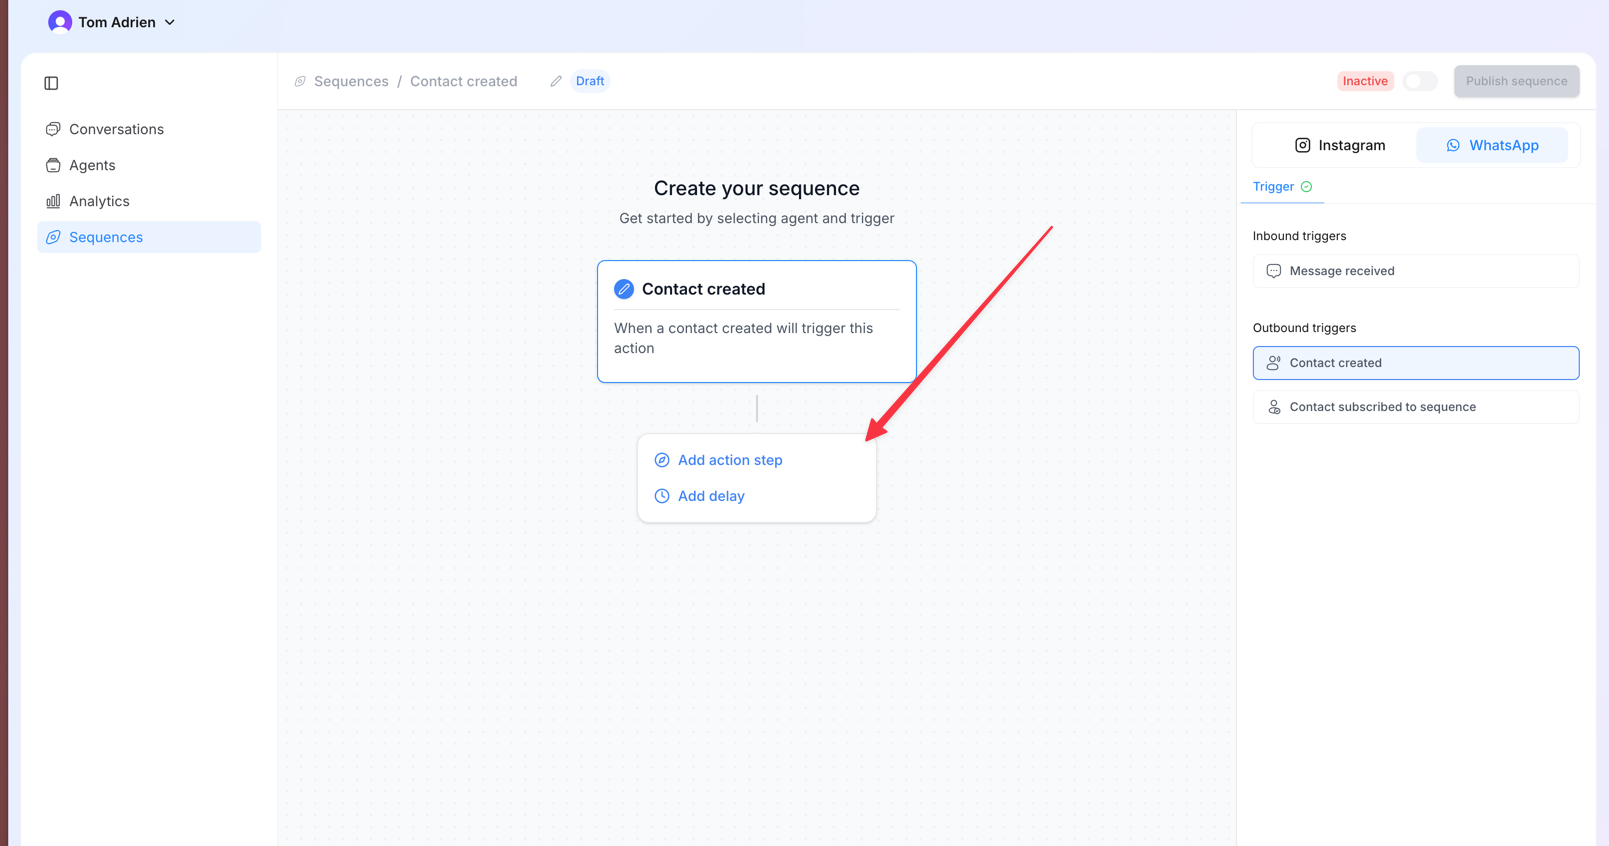 Tom Adrien
Sequences / Contact created Draft
Inactive Publish sequence
Conversations
Agents
Analytics
Sequences
Create your sequence
Get started by selecting agent and trigger
Contact created
When a contact created will trigger this
action
Add action step
Add delay
Instagram WhatsApp
Trigger
Inbound triggers
Message received
Outbound triggers
Contact created
Contact subscribed to sequence